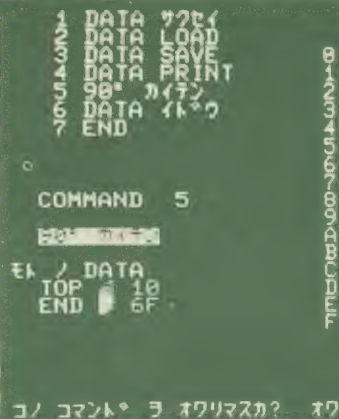 1 DATA サクセイ
2 DATA LOAD
3 DATA SAVE
4 DATA PRINT
5 90° カイテン
6 DATA イドウ
7 END
COMMAND 5
90° カイテン
モト ノ DATA
TOP 10
END 6F
コノ コマンド ヲ オワリマスカ? オワ
0
1
2
3
4
5
6
7
8
9
A
B
C
D
E
F